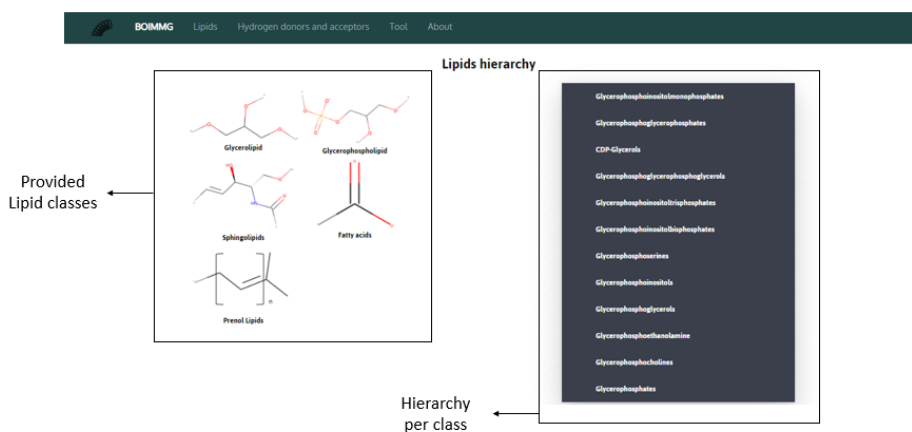 BOIMMG Lipids Hydrogen donors and acceptors Tool About
Lipids hierarchy
Provided
Lipid classes
Glycerolipid
Glycerophospholipid
Sphingolipids
Fatty acids
n
Prenol Lipids
Glycerophosphoinositolmonophosphates
Glycerophosphoglycerophosphates
CDP-Glycerols
Glycerophosphoglycerophosphoglycerols
Glycerophosphoinositoltrisphosphates
Glycerophosphoinositolbisphosphates
Glycerophosphoserines
Glycerophosphoinositols
Glycerophosphoglycerols
Glycerophosphoethanolamine
Glycerophosphocholines
Glycerophosphates
Hierarchy
per class